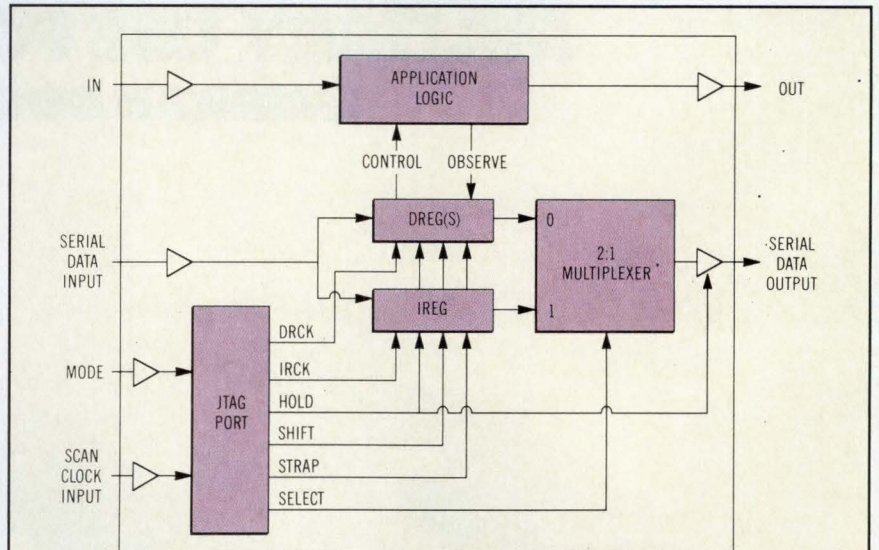 IN
APPLICATION
LOGIC
OUT
CONTROL
OBSERVE
SERIAL
DATA
INPUT
DREG(S)
0
2:1
MULTIPLEXER
SERIAL
DATA
OUTPUT
IREG
1
DRCK
MODE
JTAG
PORT
IRCK
HOLD
SHIFT
SCAN
CLOCK
INPUT
STRAP
SELECT